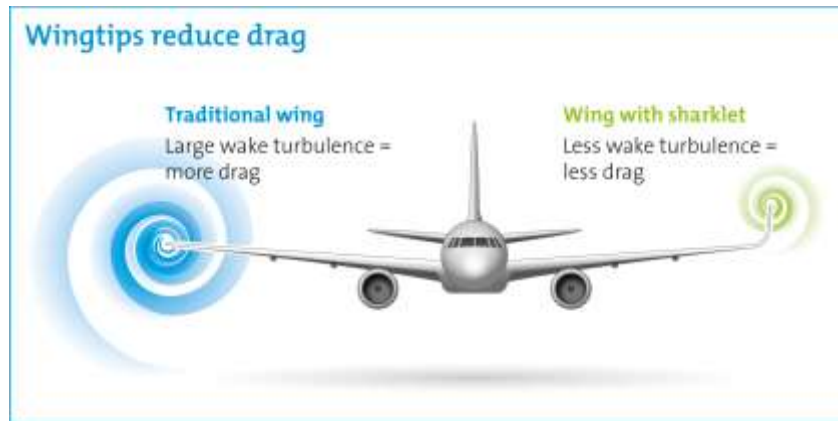 Wingtips reduce drag
Traditional wing
Large wake turbulence =
more drag
Wing with sharklet
Less wake turbulence =
less drag